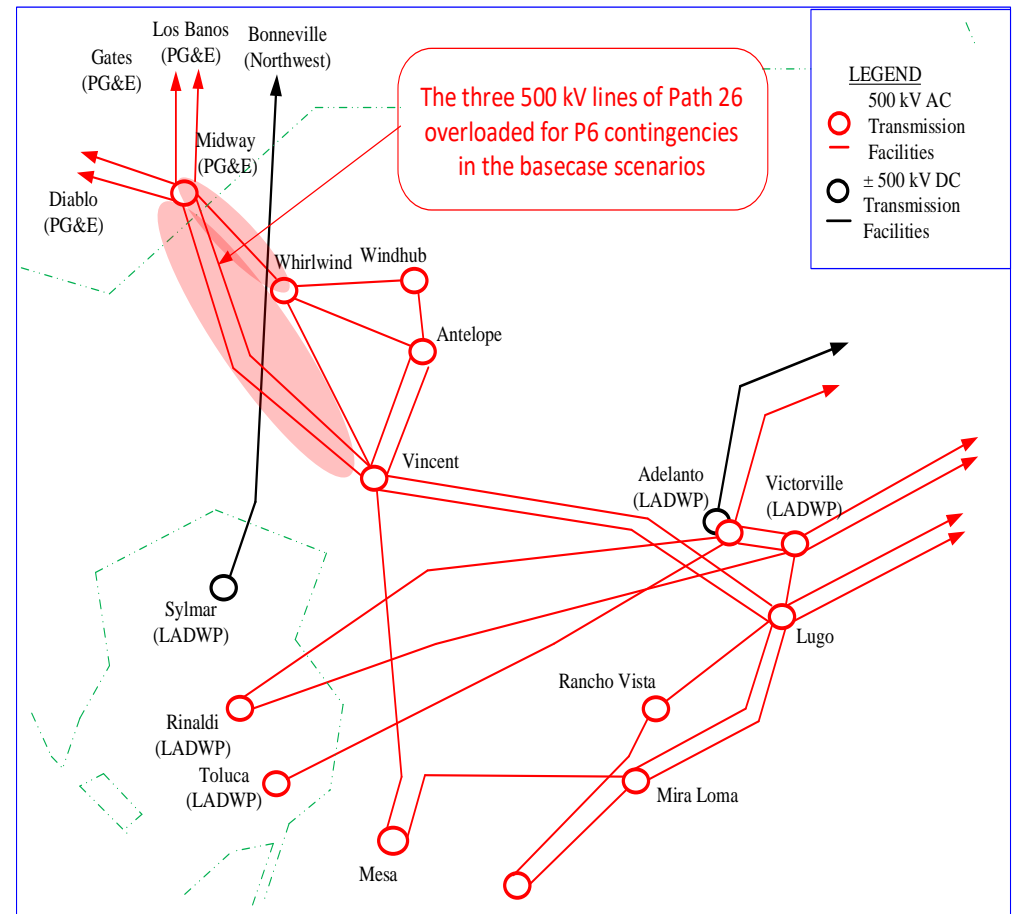 Los Banos
(PG&E)
Bonneville
(Northwest)
Gates
(PG&E)
The three 500 kV lines of Path 26
overloaded for P6 contingencies
in the basecase scenarios
LEGEND
500 kV AC
Transmission
Facilities
± 500 kV DC
Transmission
Facilities
Midway
(PG&E)
Diablo
(PG&E)
Whirlwind
Windhub
Antelope
Vincent
Adelanto
(LADWP)
Victorville
(LADWP)
Sylmar
(LADWP)
Lugo
Rancho Vista
Rinaldi
(LADWP)
Toluca
(LADWP)
Mira Loma
Mesa